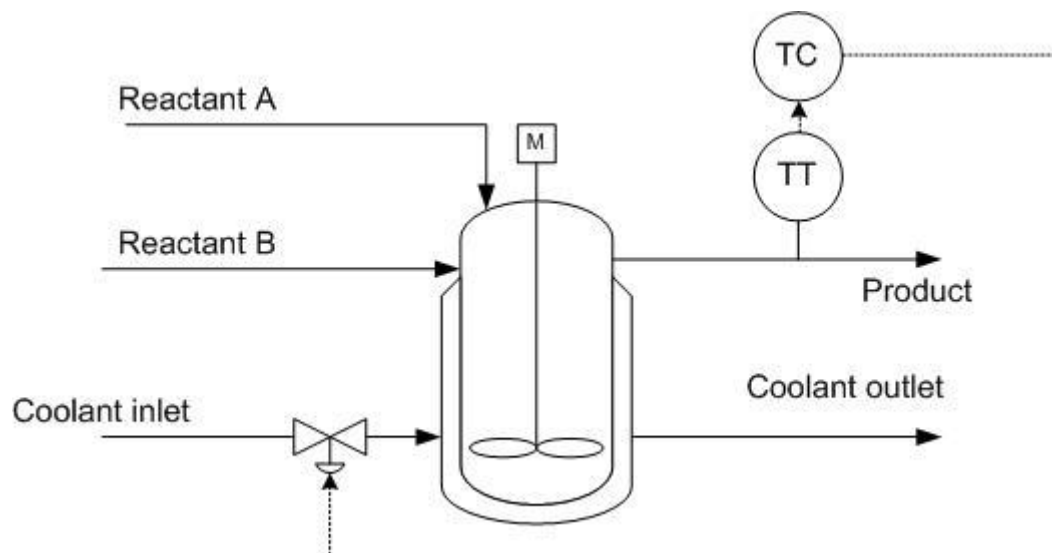 TC
Reactant A
M
TT
Reactant B
Product
Coolant outlet
Coolant inlet